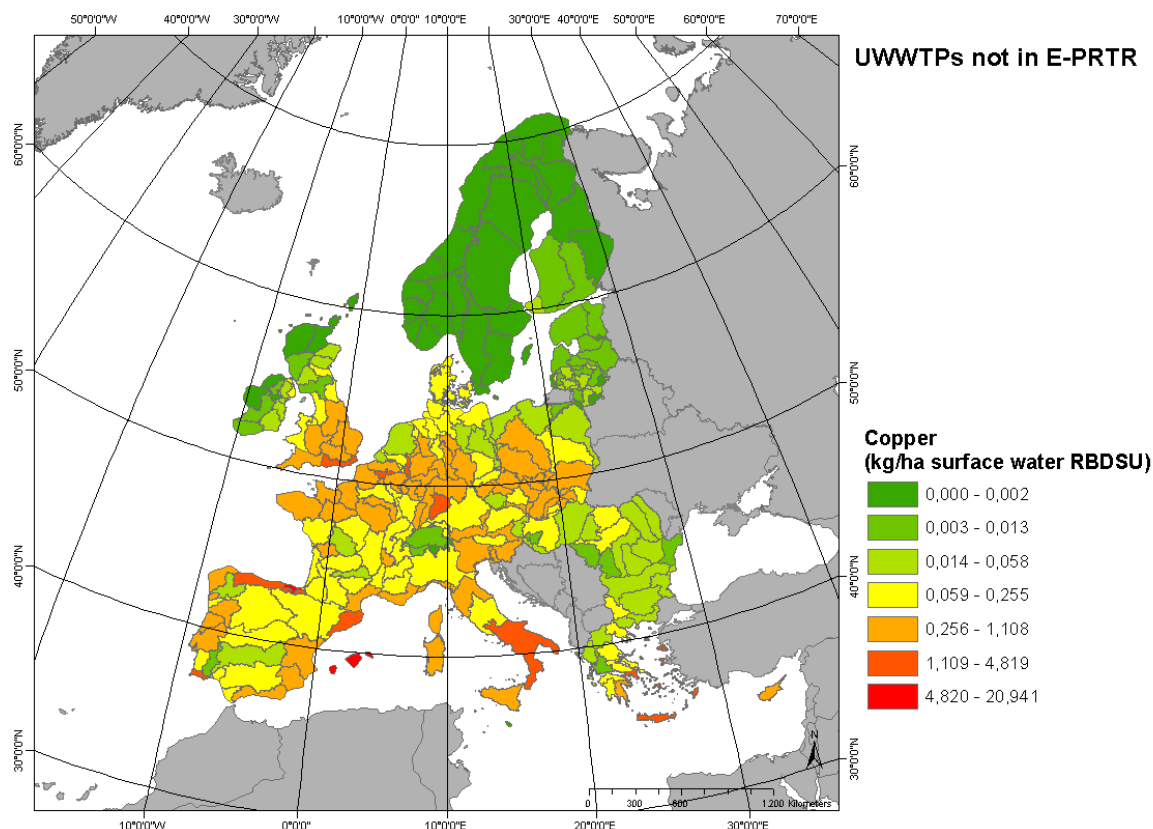 50°0'0"W 40°0'0"W 30°0'0"W 10°0'0"W 0°0'0" 10°0'0"E 30°0'0"E 40°0'0"E 50°0'0"E 70°0'0"E
UWWTPs not in E-PRTR
60°0'0"N 60°0'0"N
50°0'0"N 50°0'0"N
40°0'0"N 40°0'0"N
30°0'0"N 30°0'0"N
Copper
(kg/ha surface water RBDSU)
0,000 - 0,002
0,003 - 0,013
0,014 - 0,058
0,059 - 0,255
0,256 - 1,108
1,109 - 4,819
4,820 - 20,941
N
0 300 600 1.200 Kilometers
10°0'0"W 0°0'0" 10°0'0"E 20°0'0"E 30°0'0"E